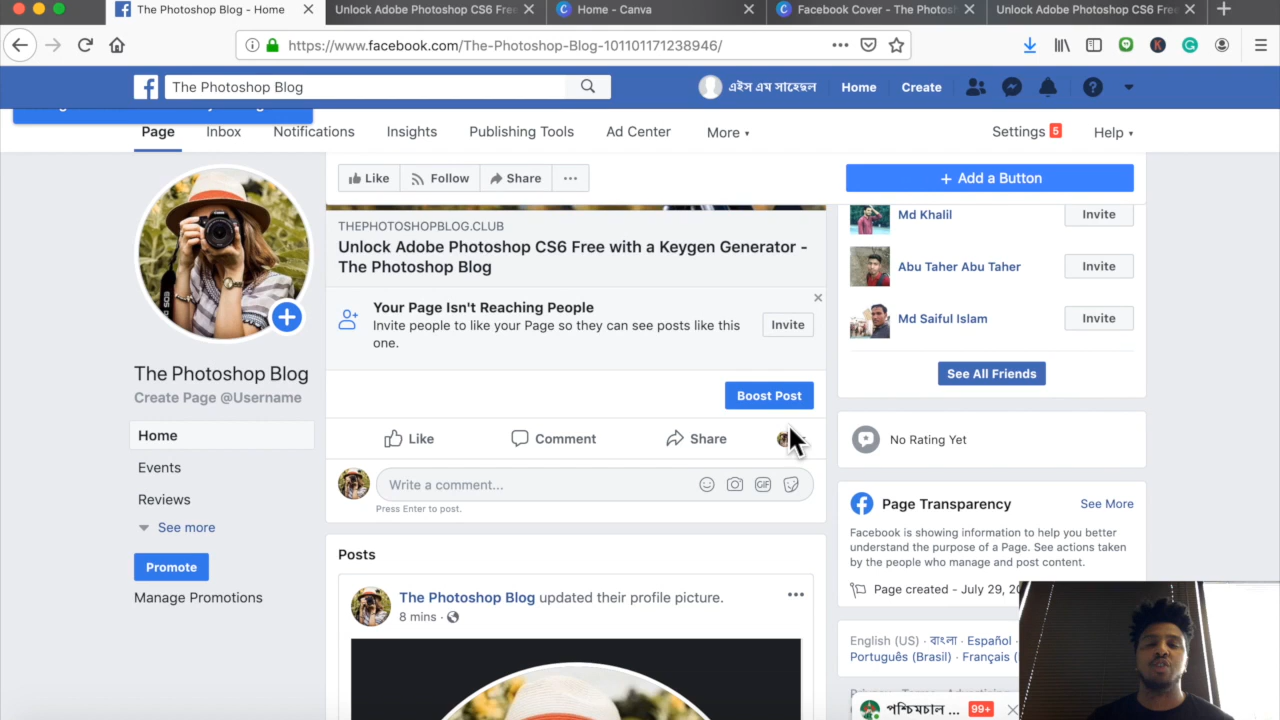 The Photoshop Blog - Home
Unlock Adobe Photoshop CS6 Free
Home - Canva
Facebook Cover - The Photosh
Unlock Adobe Photoshop CS6 Free
https://www.facebook.com/The-Photoshop-Blog-101101171238946/
The Photoshop Blog
এইস এম সাহেদুল
Home
Create
Page
Inbox
Notifications
Insights
Publishing Tools
Ad Center
More
Settings 5
Help
Like
Follow
Share
+ Add a Button
THEPHOTOSHOPBLOG.CLUB
Unlock Adobe Photoshop CS6 Free with a Keygen Generator -
The Photoshop Blog
Your Page Isn't Reaching People
Invite people to like your Page so they can see posts like this
one.
Invite
Boost Post
Like
Comment
Share
Write a comment...
GIF
Press Enter to post.
Posts
The Photoshop Blog updated their profile picture.
8 mins ·
The Photoshop Blog
Create Page @Username
Home
Events
Reviews
See more
Promote
Manage Promotions
Md Khalil
Invite
Abu Taher Abu Taher
Invite
Md Saiful Islam
Invite
See All Friends
No Rating Yet
Page Transparency
See More
Facebook is showing information to help you better
understand the purpose of a Page. See actions taken
by the people who manage and post content.
Page created - July 29, 20
English (US) · বাংলা · Español ·
Português (Brasil) · Français (
পশ্চিমচাল ...
99+